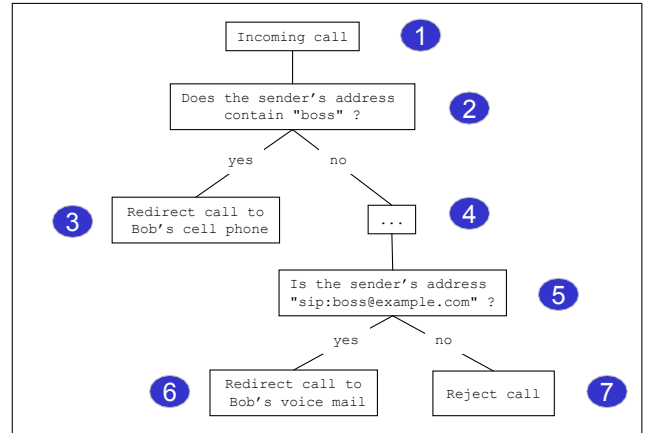 Incoming call
1
Does the sender's address
contain "boss" ?
2
yes
no
3
Redirect call to
Bob's cell phone
...
4
Is the sender's address
"sip:boss@example.com" ?
5
yes
no
6
Redirect call to
Bob's voice mail
Reject call
7